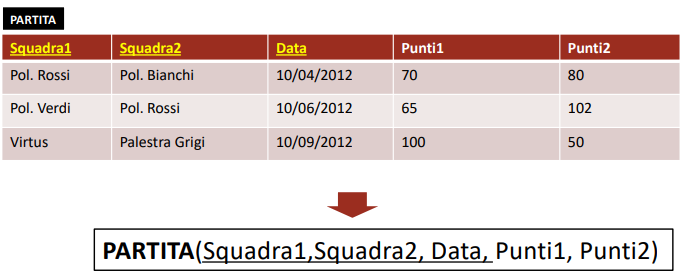 PARTITA
Squadra1 Squadra2 Data Punti1 Punti2
Pol. Rossi Pol. Bianchi 10/04/2012 70 80
Pol. Verdi Pol. Rossi 10/06/2012 65 102
Virtus Palestra Grigi 10/09/2012 100 50
PARTITA(Squadra1,Squadra2, Data, Punti1, Punti2)